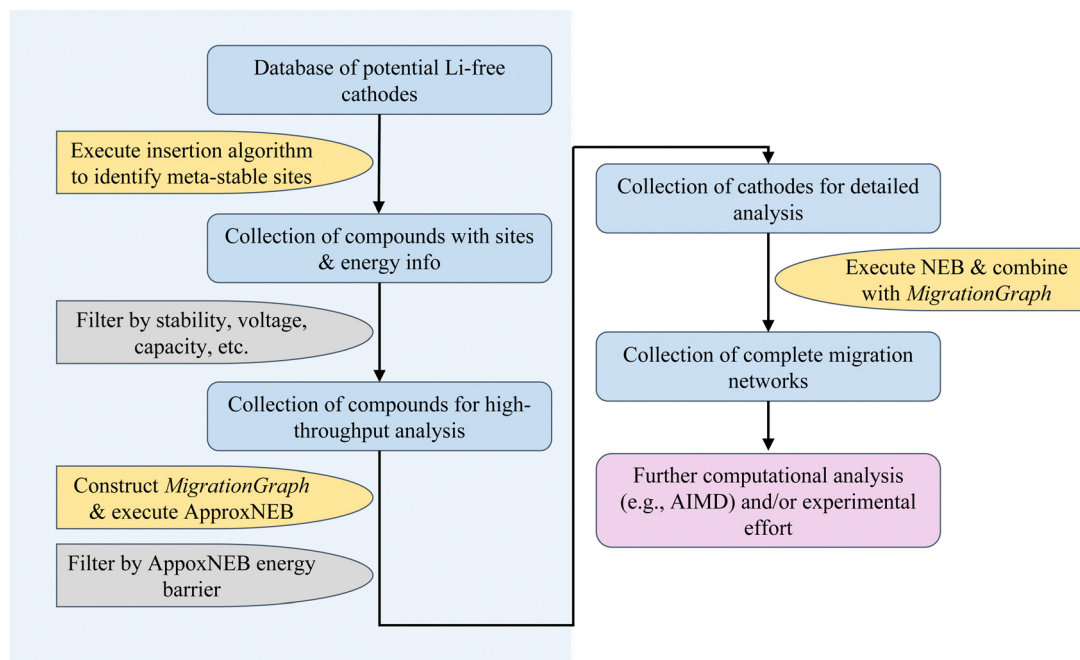 Database of potential Li-free
cathodes
Execute insertion algorithm
to identify meta-stable sites
Collection of compounds with sites
& energy info
Filter by stability, voltage,
capacity, etc.
Collection of compounds for high-
throughput analysis
Construct MigrationGraph
& execute ApproxNEB
Filter by AppoxNEB energy
barrier
Collection of cathodes for detailed
analysis
Execute NEB & combine
with MigrationGraph
Collection of complete migration
networks
Further computational analysis
(e.g., AIMD) and/or experimental
effort